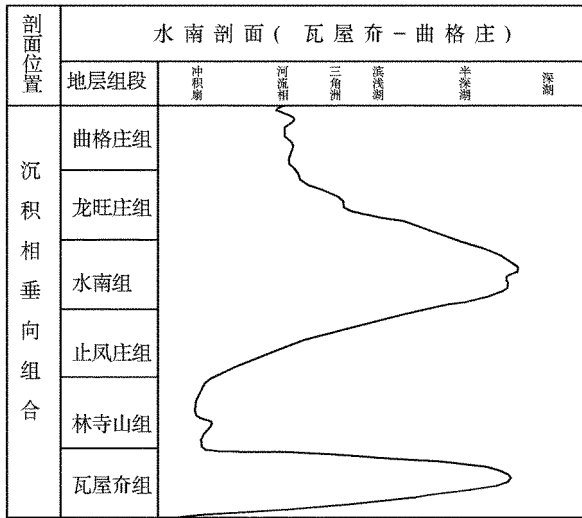 剖面位置
水南剖面(瓦屋夼-曲格庄)
地层组段
冲积扇
河流相
三角洲
滨浅湖
半深湖
深湖
沉积相垂向组合
曲格庄组
龙旺庄组
水南组
止凤庄组
林寺山组
瓦屋夼组